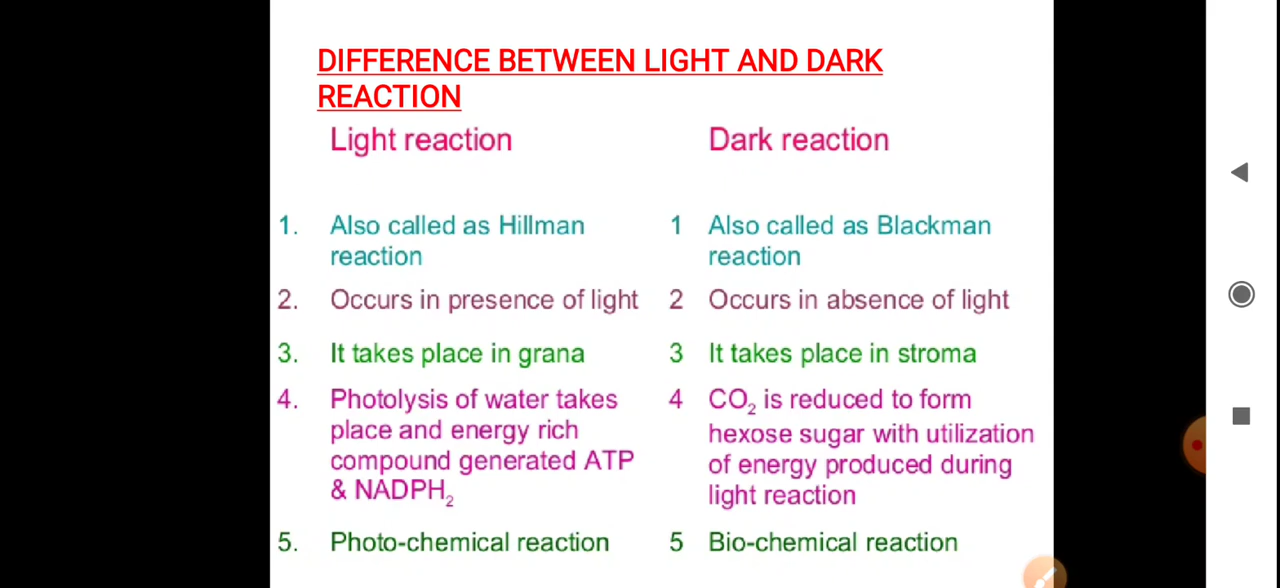 DIFFERENCE BETWEEN LIGHT AND DARK
REACTION
Light reaction
Dark reaction
1. Also called as Hillman
reaction
1 Also called as Blackman
reaction
2. Occurs in presence of light
2 Occurs in absence of light
3. It takes place in grana
3 It takes place in stroma
4. Photolysis of water takes
place and energy rich
compound generated ATP
& NADPH₂
4 CO₂ is reduced to form
hexose sugar with utilization
of energy produced during
light reaction
5. Photo-chemical reaction
5 Bio-chemical reaction